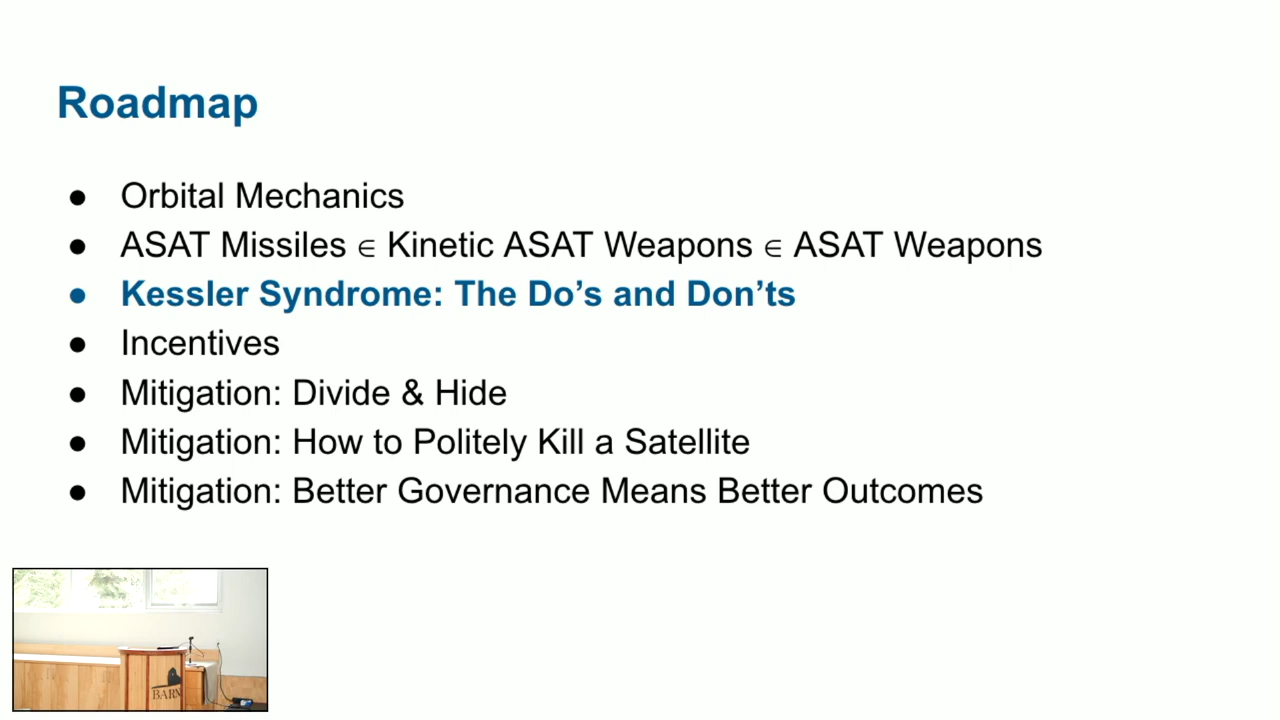 Roadmap
● Orbital Mechanics
● ASAT Missiles ∈ Kinetic ASAT Weapons ∈ ASAT Weapons
● Kessler Syndrome: The Do’s and Don’ts
● Incentives
● Mitigation: Divide & Hide
● Mitigation: How to Politely Kill a Satellite
● Mitigation: Better Governance Means Better Outcomes
BARN